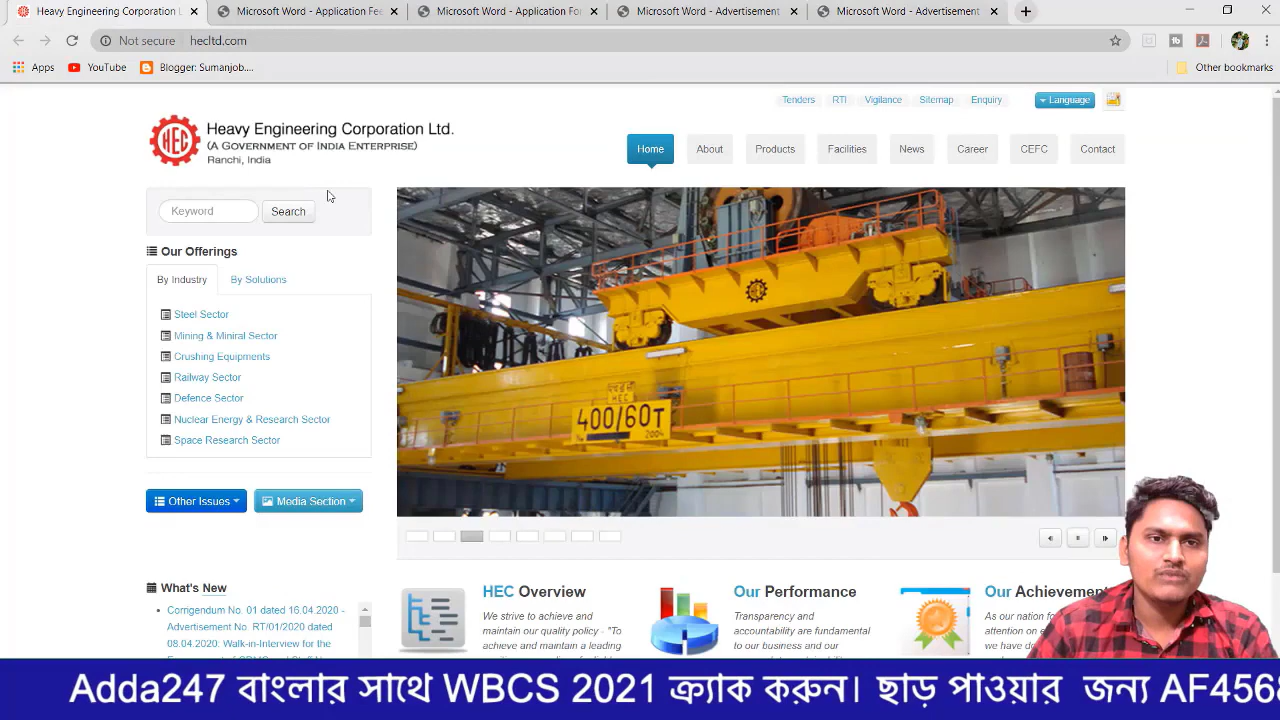 Heavy Engineering Corporation L
Microsoft Word - Application Fee
Microsoft Word - Application For
Microsoft Word - Advertisement
Microsoft Word - Advertisement
Not secure
hecltd.com
Apps
YouTube
Blogger: Sumanjob....
Other bookmarks
Tenders
RTI
Vigilance
Sitemap
Enquiry
Language
HEC
Heavy Engineering Corporation Ltd.
(A Government of India Enterprise)
Ranchi, India
Home
About
Products
Facilities
News
Career
CEFC
Contact
Keyword
Search
Our Offerings
By Industry
By Solutions
Steel Sector
Mining & Miniral Sector
Crushing Equipments
Railway Sector
Defence Sector
Nuclear Energy & Research Sector
Space Research Sector
HEC
400/60T
2004
Other Issues
Media Section
What's New
Corrigendum No. 01 dated 16.04.2020 -
Advertisement No. RT/01/2020 dated
08.04.2020: Walk-in-Interview for the
HEC Overview
We strive to achieve and
maintain our quality policy - "To
achieve and maintain a leading
Our Performance
Transparency and
accountability are fundamental
to our business and our
Our Achievement
As our nation f
attention on e
we have de
Adda247 বাংলার সাথে WBCS 2021 ক্র্যাক করুন। ছাড় পাওয়ার জন্য AF456